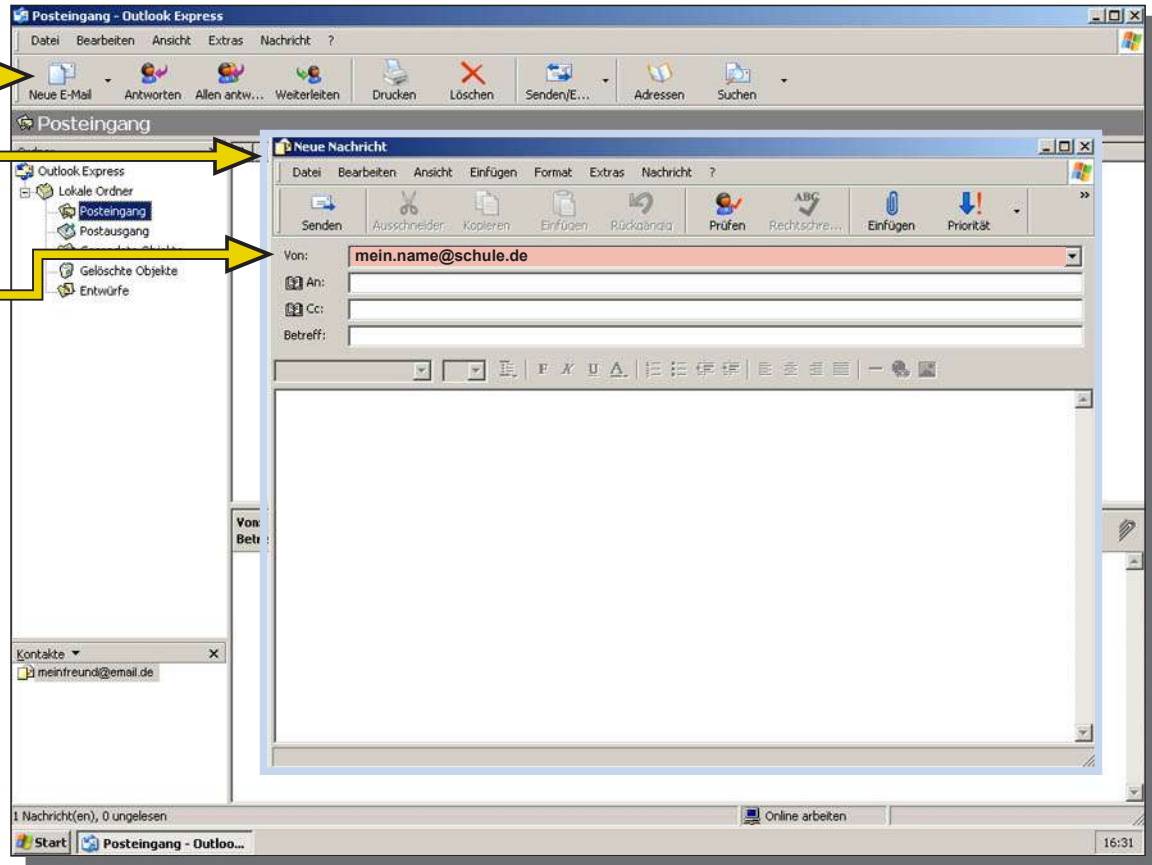 Posteingang - Outlook Express
Datei Bearbeiten Ansicht Extras Nachricht ?
Neue E-Mail Antworten Allen antw... Weiterleiten Drucken Löschen Senden/E... Adressen Suchen
Posteingang
Outlook Express
Lokale Ordner
Posteingang
Postausgang
Gelöschte Objekte
Entwürfe
Neue Nachricht
Datei Bearbeiten Ansicht Einfügen Format Extras Nachricht ?
Senden Ausschneider Kopieren Einfügen Rückgängig Prüfen Rechtschre... Einfügen Priorität »
Von: mein.name@schule.de
An:
Cc:
Betreff:
F K U A
Von:
Betr
Kontakte
meinfreund@email.de
1 Nachricht(en), 0 ungelesen
Online arbeiten
Start Posteingang - Outloo... 16:31